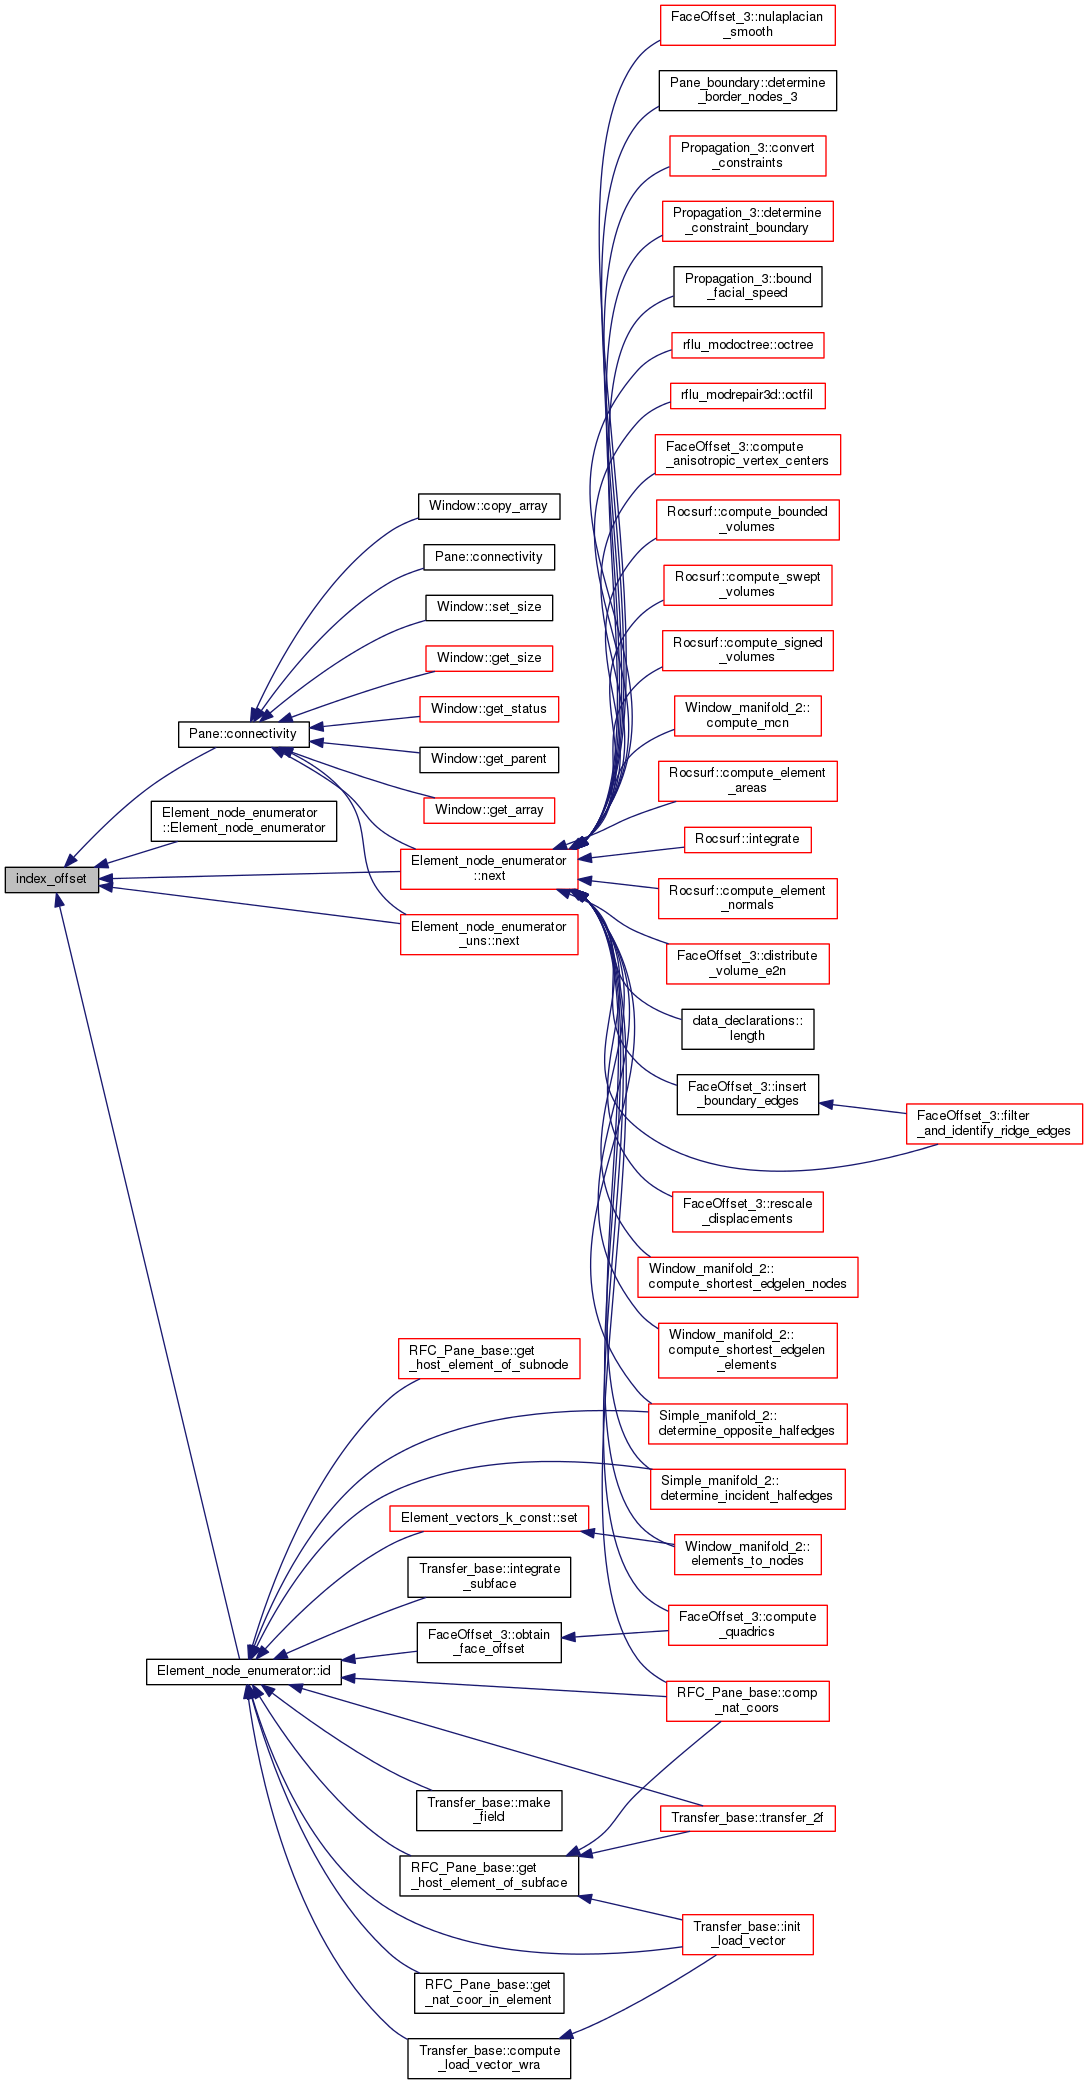 FaceOffset_3::nulaplacian
_smooth
Pane_boundary::determine
_border_nodes_3
Propagation_3::convert
_constraints
Propagation_3::determine
_constraint_boundary
Propagation_3::bound
_facial_speed
rflu_modoctree::octree
rflu_modrepair3d::octfil
FaceOffset_3::compute
_anisotropic_vertex_centers
Window::copy_array
Rocsurf::compute_bounded
_volumes
Pane::connectivity
Rocsurf::compute_swept
_volumes
Window::set_size
Rocsurf::compute_signed
_volumes
Window::get_size
Window::get_status
Window_manifold_2::
compute_mcn
Pane::connectivity
Window::get_parent
Rocsurf::compute_element
_areas
Window::get_array
Element_node_enumerator
::Element_node_enumerator
Rocsurf::integrate
Element_node_enumerator
::next
index_offset
Rocsurf::compute_element
_normals
Element_node_enumerator
_uns::next
FaceOffset_3::distribute
_volume_e2n
data_declarations::
length
FaceOffset_3::insert
_boundary_edges
FaceOffset_3::filter
_and_identify_ridge_edges
FaceOffset_3::rescale
_displacements
Window_manifold_2::
compute_shortest_edgelen_nodes
Window_manifold_2::
compute_shortest_edgelen
_elements
RFC_Pane_base::get
_host_element_of_subnode
Simple_manifold_2::
determine_opposite_halfedges
Simple_manifold_2::
determine_incident_halfedges
Element_vectors_k_const::set
Window_manifold_2::
elements_to_nodes
Transfer_base::integrate
_subface
FaceOffset_3::compute
_quadrics
FaceOffset_3::obtain
_face_offset
Element_node_enumerator::id
RFC_Pane_base::comp
_nat_coors
Transfer_base::make
_field
Transfer_base::transfer_2f
RFC_Pane_base::get
_host_element_of_subface
Transfer_base::init
_load_vector
RFC_Pane_base::get
_nat_coor_in_element
Transfer_base::compute
_load_vector_wra